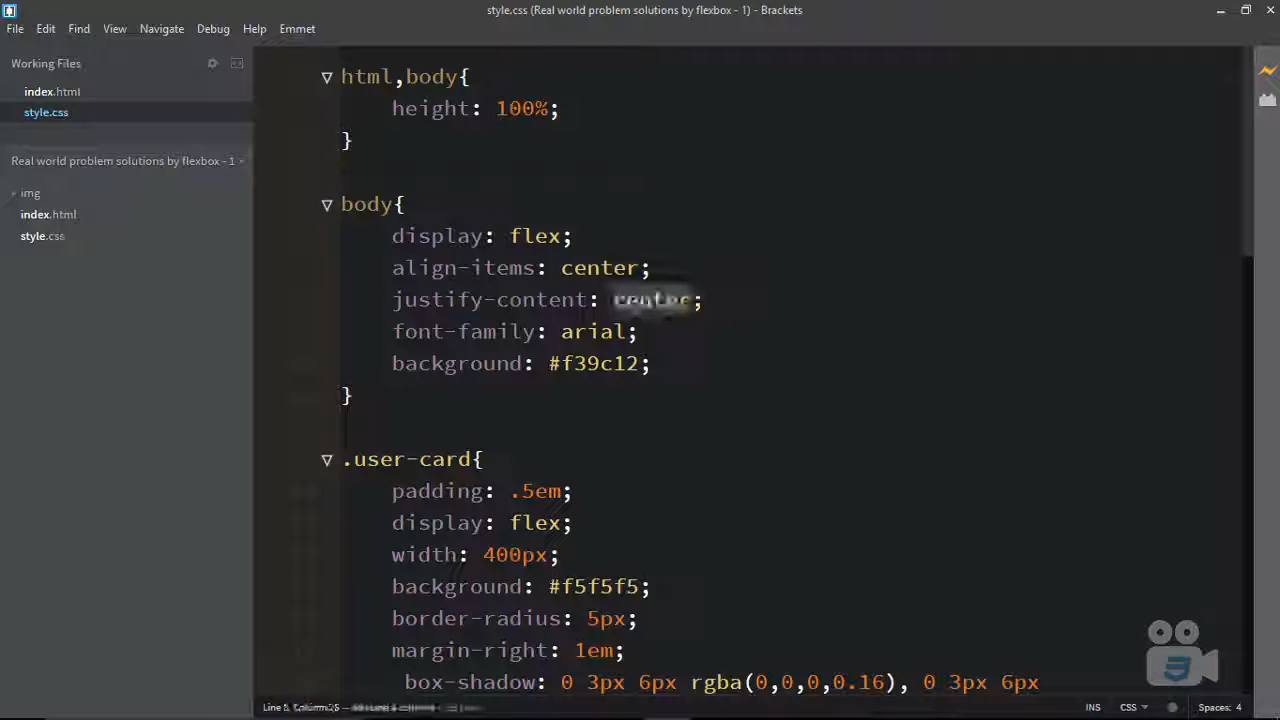 style.css (Real world problem solutions by flexbox - 1) - Brackets
File Edit Find View Navigate Debug Help Emmet
Working Files
index.html
style.css
Real world problem solutions by flexbox - 1
img
index.html
style.css
html,body{
height: 100%;
}
body{
display: flex;
align-items: center;
justify-content: center;
font-family: arial;
background: #f39c12;
}
.user-card{
padding: .5em;
display: flex;
width: 400px;
background: #f5f5f5;
border-radius: 5px;
margin-right: 1em;
box-shadow: 0 3px 6px rgba(0,0,0,0.16), 0 3px 6px
INS CSS Spaces: 4